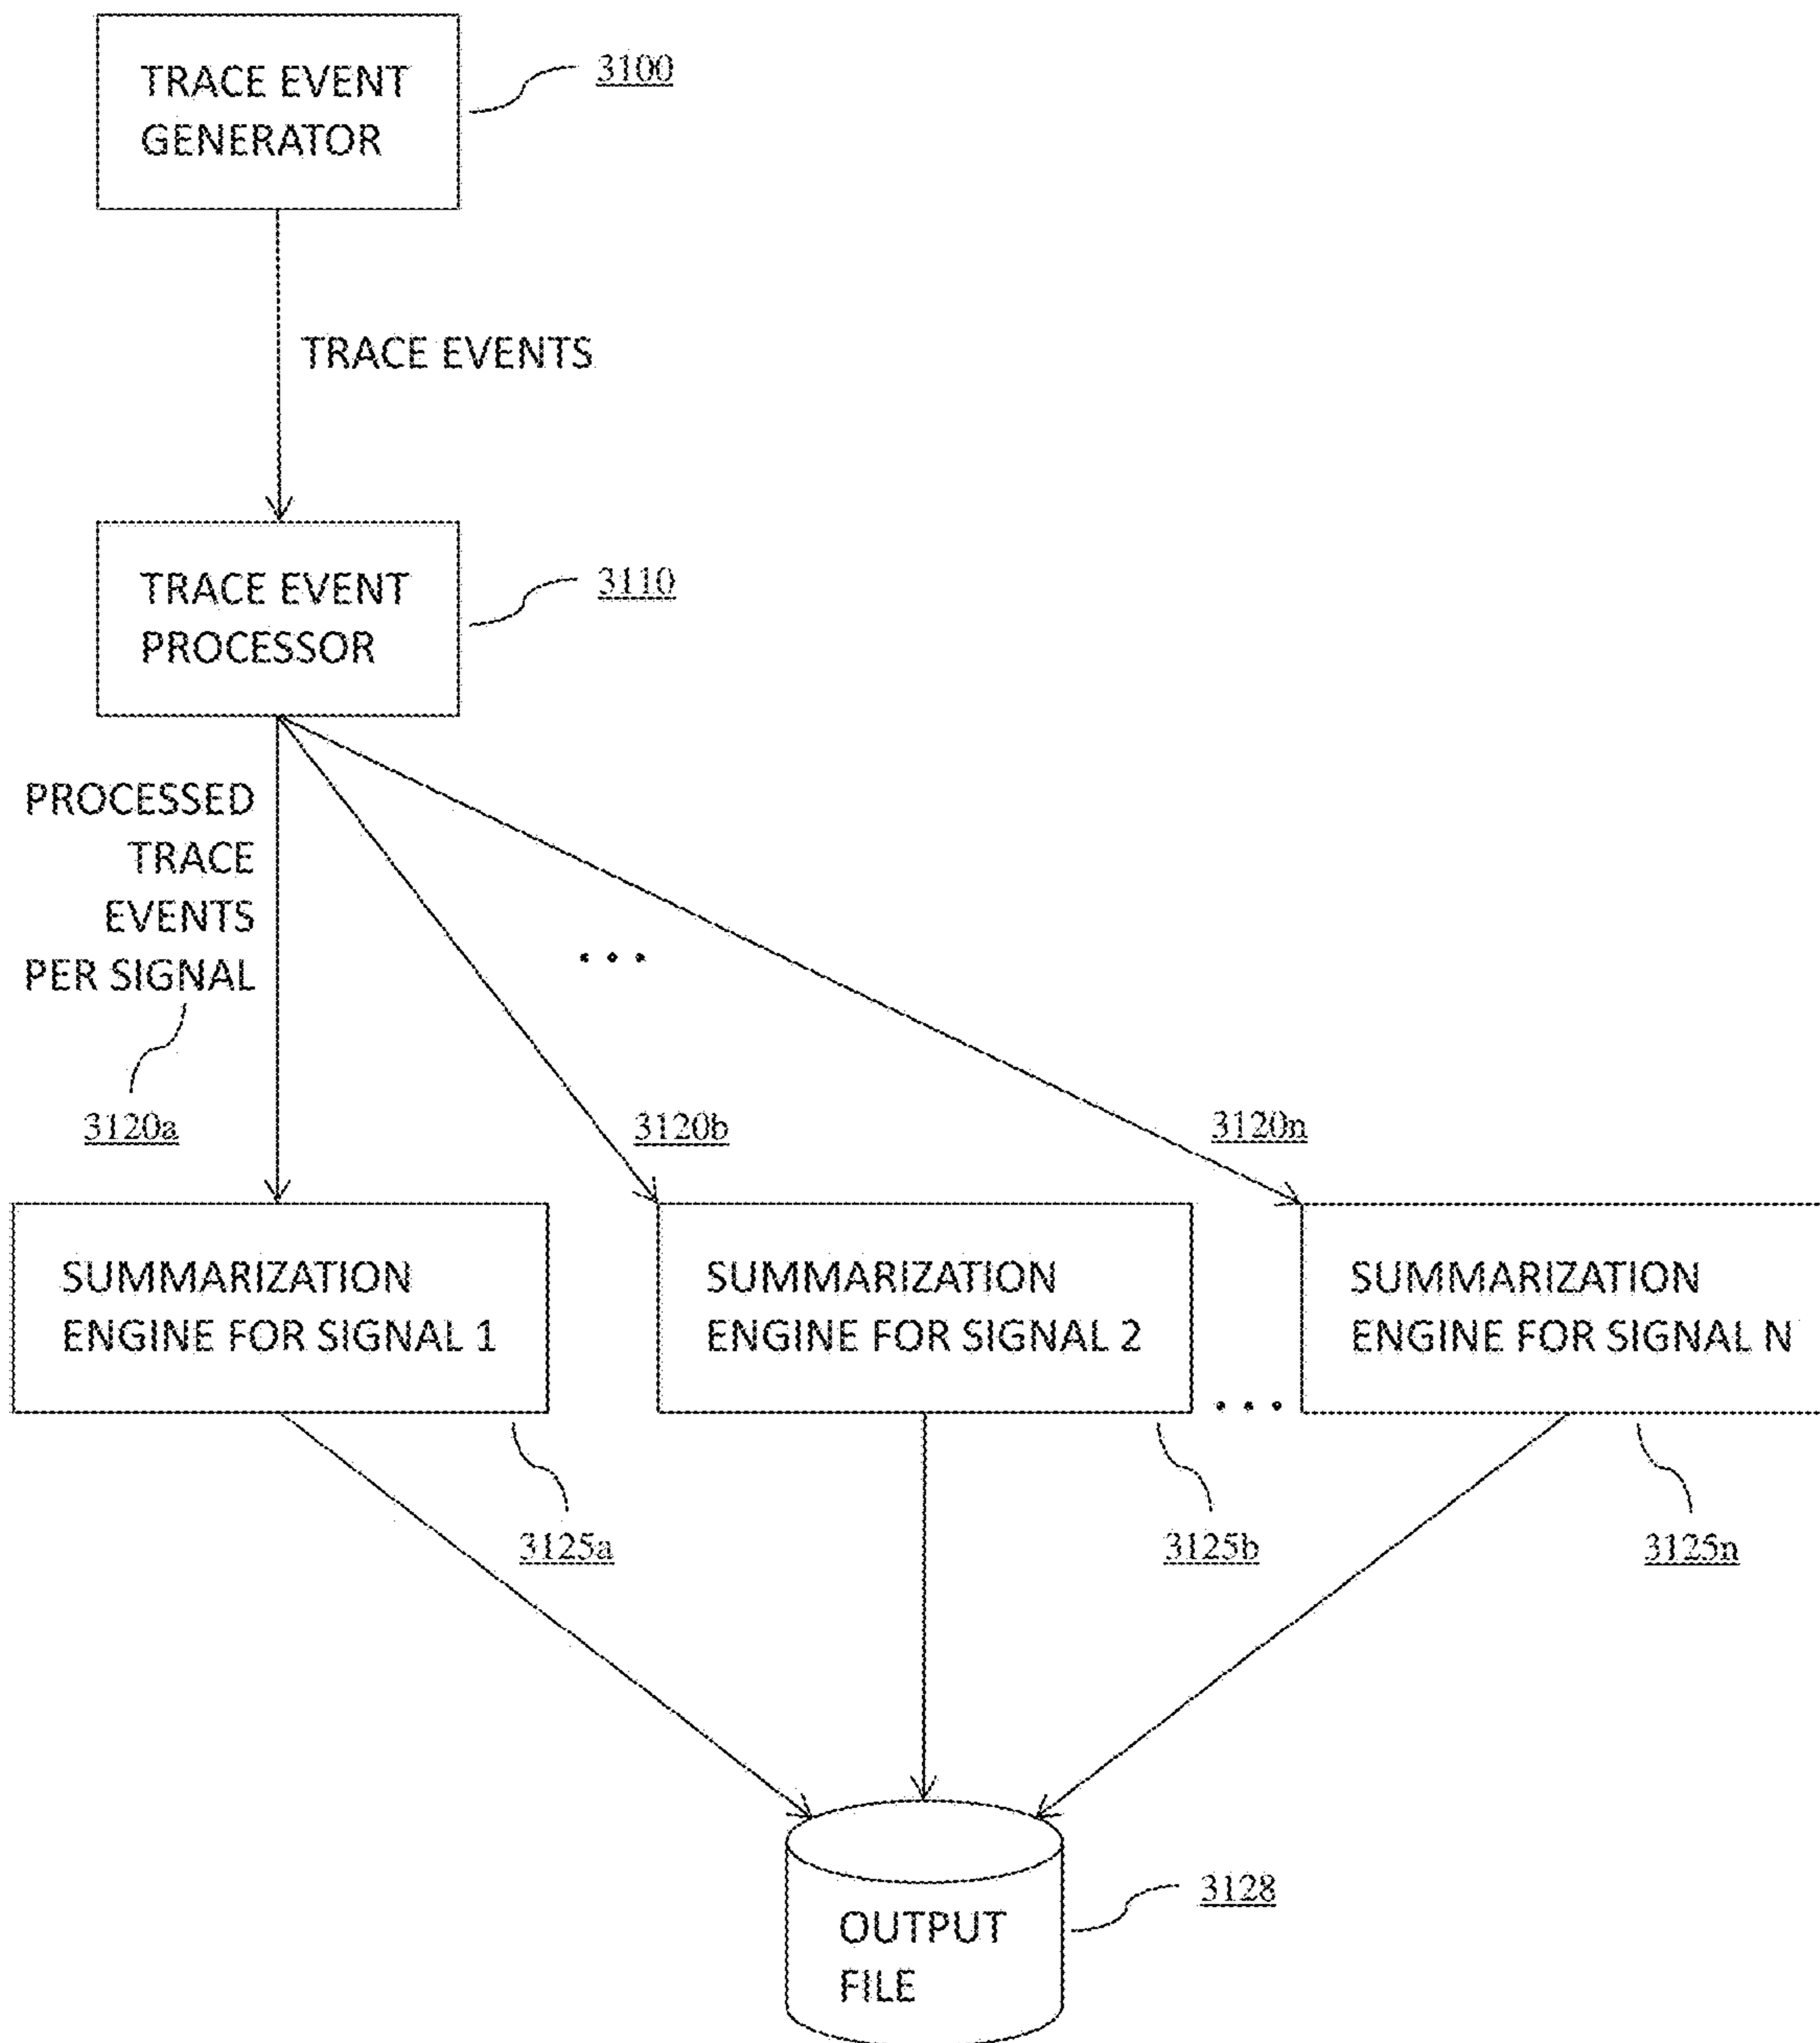 TRACE EVENT
GENERATOR
3100
TRACE EVENTS
TRACE EVENT
PROCESSOR
3110
PROCESSED
TRACE
EVENTS
PER SIGNAL
...
3120a
3120b
3120n
SUMMARIZATION
ENGINE FOR SIGNAL 1
SUMMARIZATION
ENGINE FOR SIGNAL 2
...
SUMMARIZATION
ENGINE FOR SIGNAL N
3125a
3125b
3125n
OUTPUT
FILE
3128